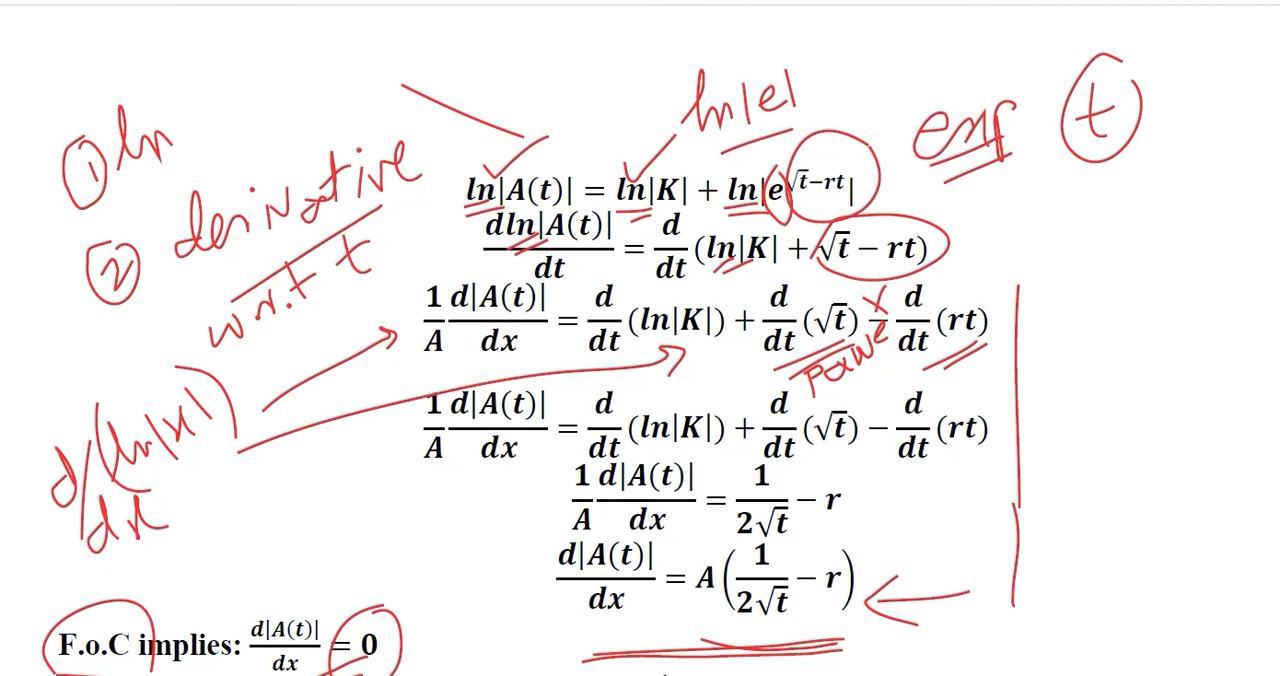 ① ln
② derivative
w.r.t t
ln|e|
exp t
ln|A(t)| = ln|K| + ln|e^{√t−rt}|
dln|A(t)|/dt = d/dt (ln|K| + √t − rt)
1/A d|A(t)|/dx = d/dt (ln|K|) + d/dt (√t) − d/dt (rt)
1/A d|A(t)|/dx = d/dt (ln|K|) + d/dt (√t) − d/dt (rt)
d(ln|x|)/dx
1/A d|A(t)|/dx = 1/2√t − r
d|A(t)|/dx = A(1/2√t − r)
F.o.C implies: d|A(t)|/dx = 0